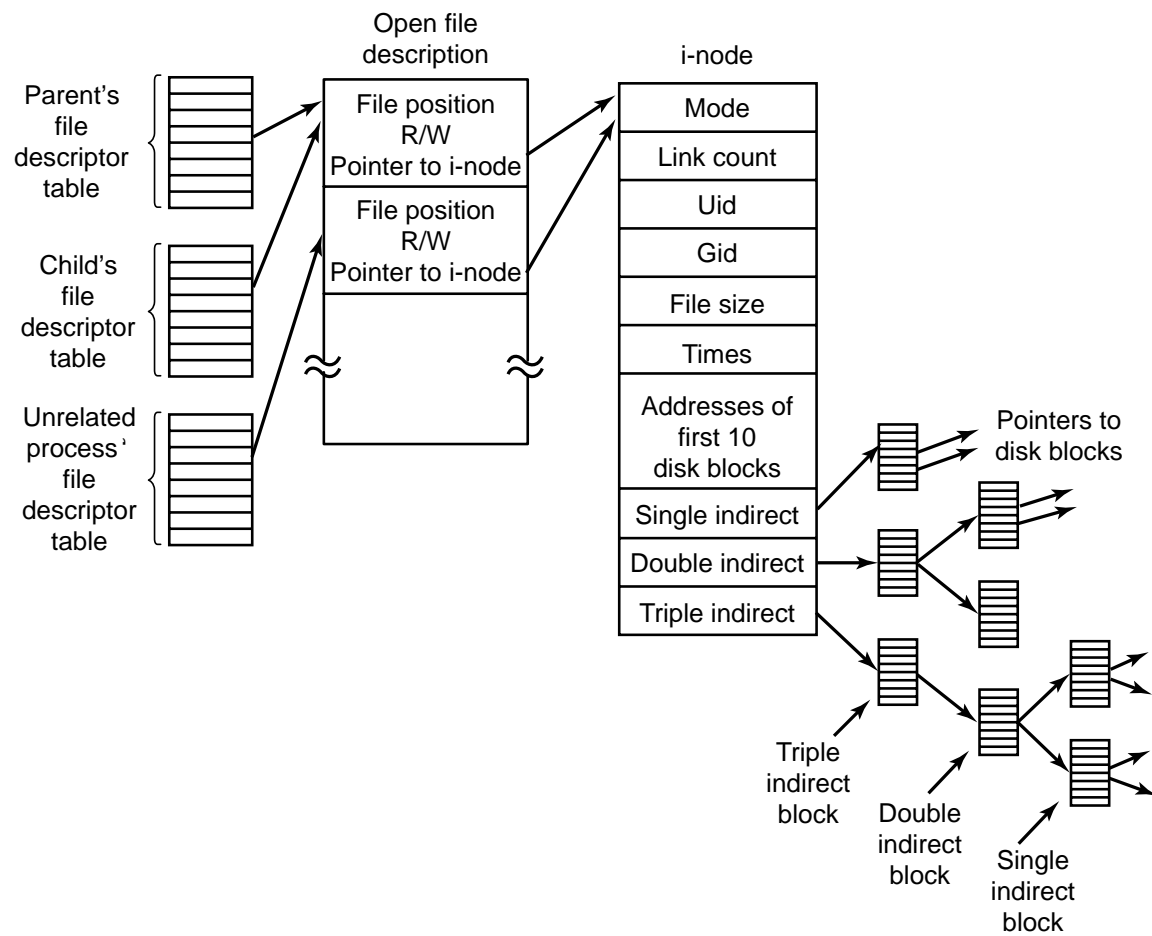 Open file
description
i-node
Parent's
file
descriptor
table
Child's
file
descriptor
table
Unrelated
process'
file
descriptor
table
File position
R/W
Pointer to i-node
File position
R/W
Pointer to i-node
Mode
Link count
Uid
Gid
File size
Times
Addresses of
first 10
disk blocks
Single indirect
Double indirect
Triple indirect
Pointers to
disk blocks
Triple
indirect
block
Double
indirect
block
Single
indirect
block